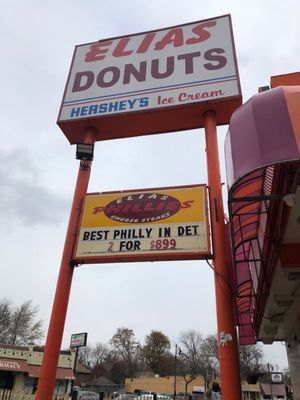 ELIAS
DONUTS
HERSHEY'S Ice Cream
ELIAS
PHILLIES
CHEESE STEAKS
BEST PHILLY IN DET
2 FOR $899